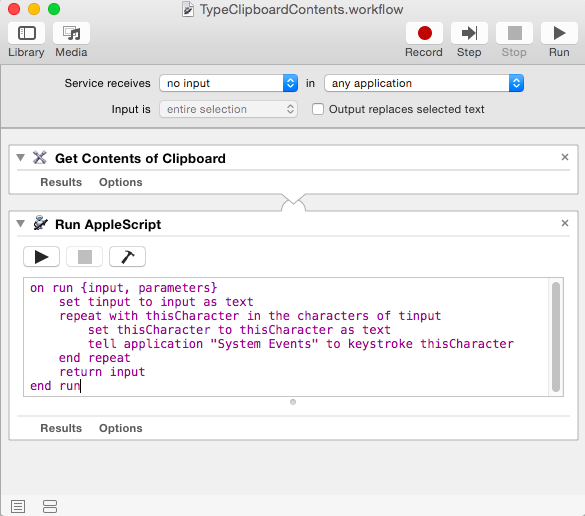 TypeClipboardContents.workflow
Library Media Record Step Stop Run
Service receives no input in any application
Input is entire selection Output replaces selected text
Get Contents of Clipboard
Results Options
Run AppleScript
on run {input, parameters}
set tinput to input as text
repeat with thisCharacter in the characters of tinput
set thisCharacter to thisCharacter as text
tell application "System Events" to keystroke thisCharacter
end repeat
return input
end run
Results Options